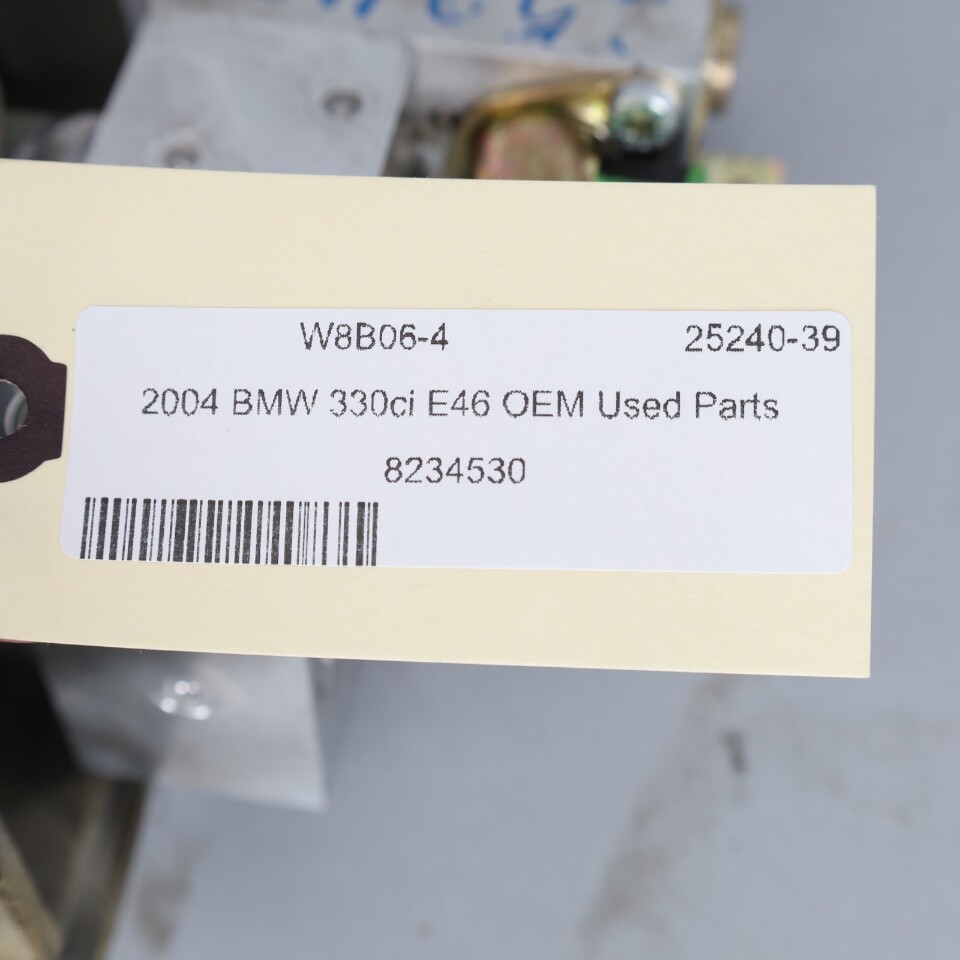 W8B06-4 25240-39
2004 BMW 330ci E46 OEM Used Parts
8234530